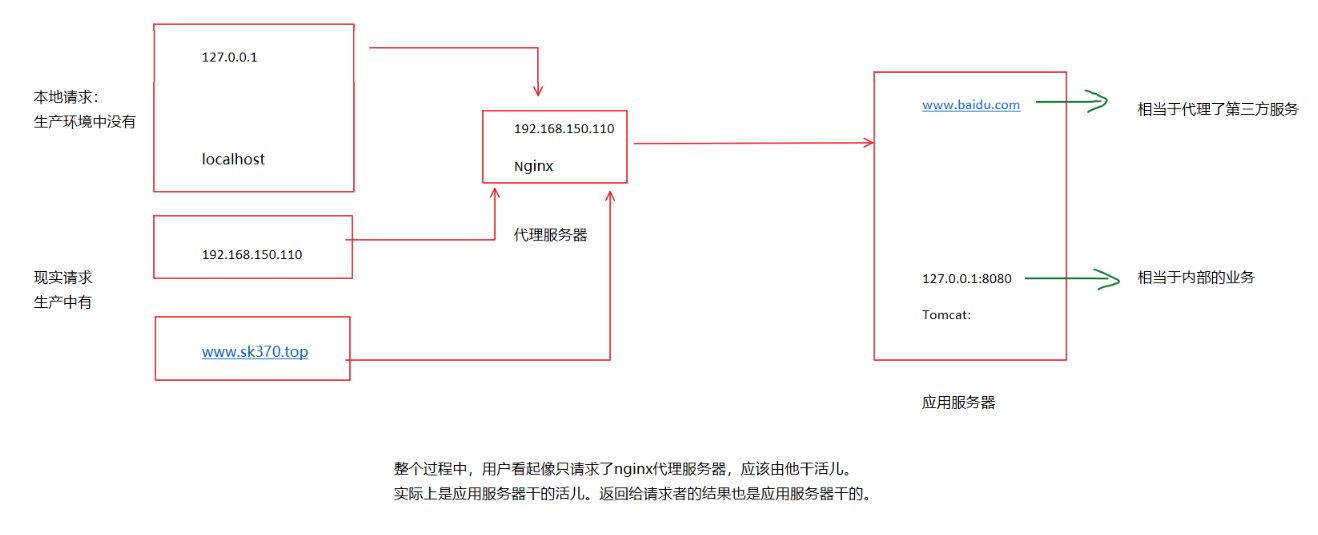 127.0.0.1
本地请求:
生产环境中没有
localhost
192.168.150.110
现实请求
生产中有
www.sk370.top
192.168.150.110
Nginx
代理服务器
www.baidu.com
相当于代理了第三方服务
127.0.0.1:8080
相当于内部的业务
Tomcat:
应用服务器
整个过程中，用户看起像只请求了nginx代理服务器，应该由他干活儿。
实际上是应用服务器干的活儿。返回给请求者的结果也是应用服务器干的。